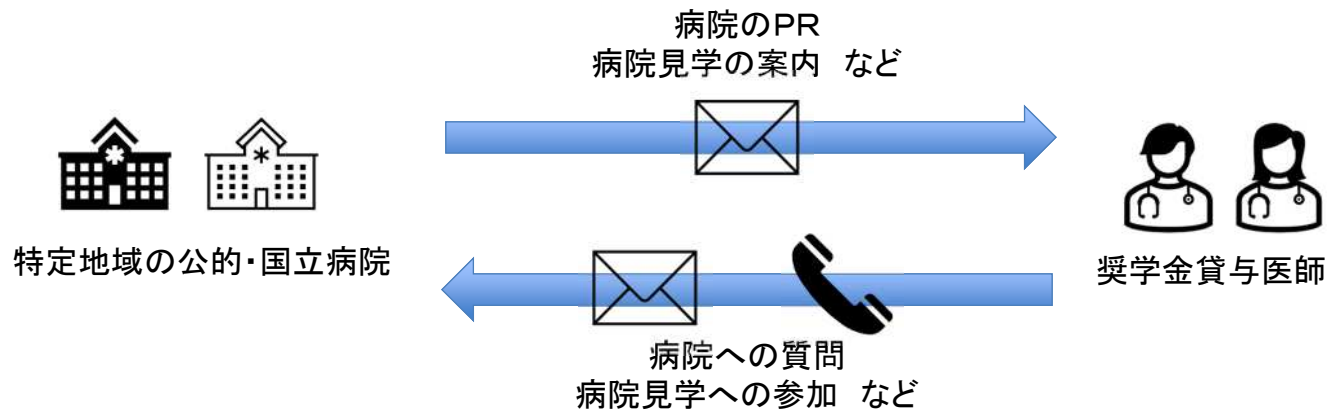 病院のPR
病院見学の案内 など
特定地域の公的・国立病院
奨学金貸与医師
病院への質問
病院見学への参加 など